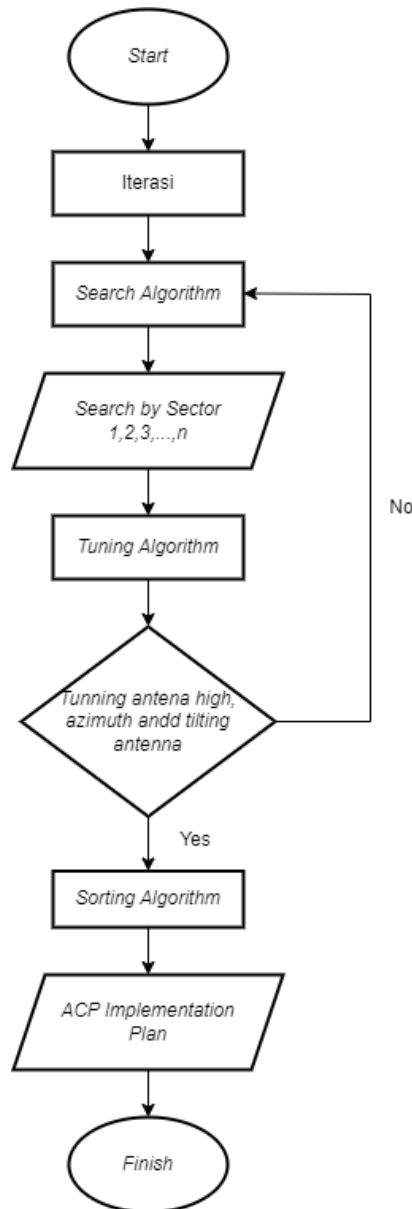 Start
Iterasi
Search Algorithm
Search by Sector
1,2,3,...,n
Tuning Algorithm
No
Tunning antena high,
azimuth andd tilting
antenna
Yes
Sorting Algorithm
ACP Implementation
Plan
Finish